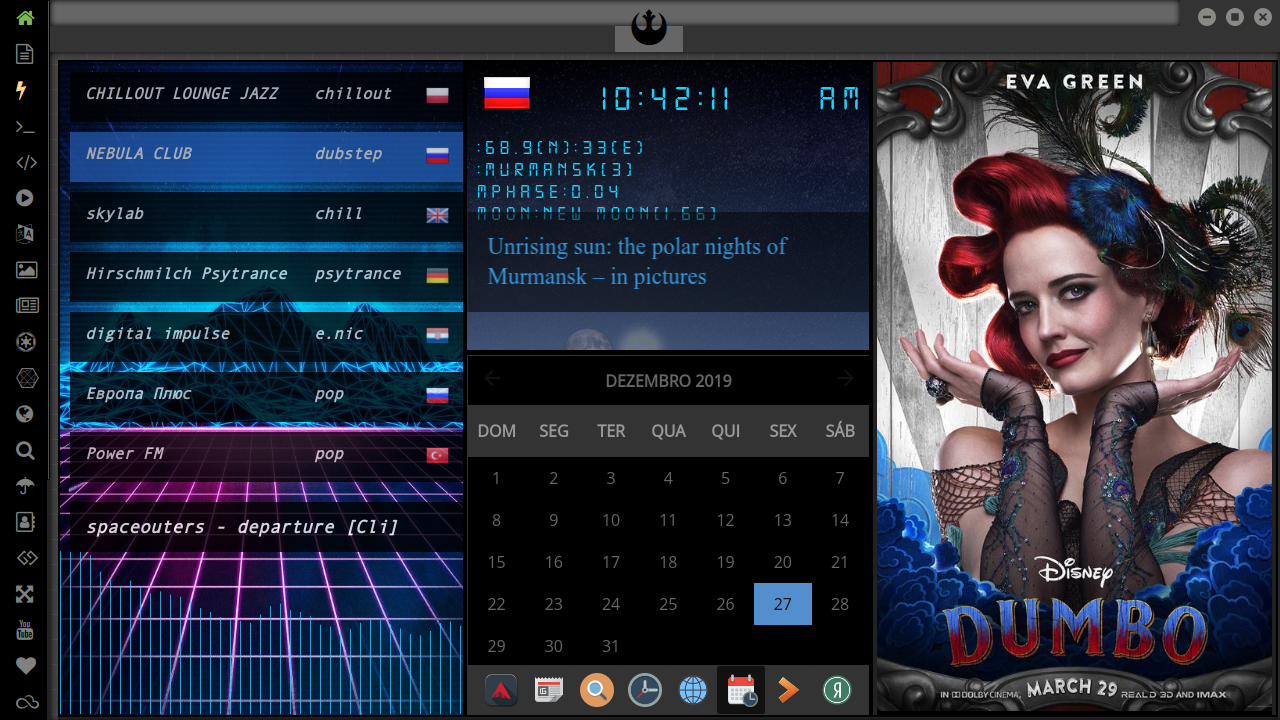 CHILLOUT LOUNGE JAZZ chillout
NEBULA CLUB dubstep
skylab chill
Hirschmilch Psytrance psytrance
digital impulse e.nic
Европа Плюс pop
Power FM pop
spaceouters - departure [Cli]
10:42:11 AM
:68.9(N):33(E)
:MURMANSK(3)
MPHASE:0.04
MOON:NEW MOON(1.66)
Unrising sun: the polar nights of
Murmansk – in pictures
DEZEMBRO 2019
DOM SEG TER QUA QUI SEX SÁB
1 2 3 4 5 6 7
8 9 10 11 12 13 14
15 16 17 18 19 20 21
22 23 24 25 26 27 28
29 30 31
Я
EVA GREEN
Disney
DUMBO
IN DOLBY CINEMA, MARCH 29 REALD 3D AND IMAX
You
Tube